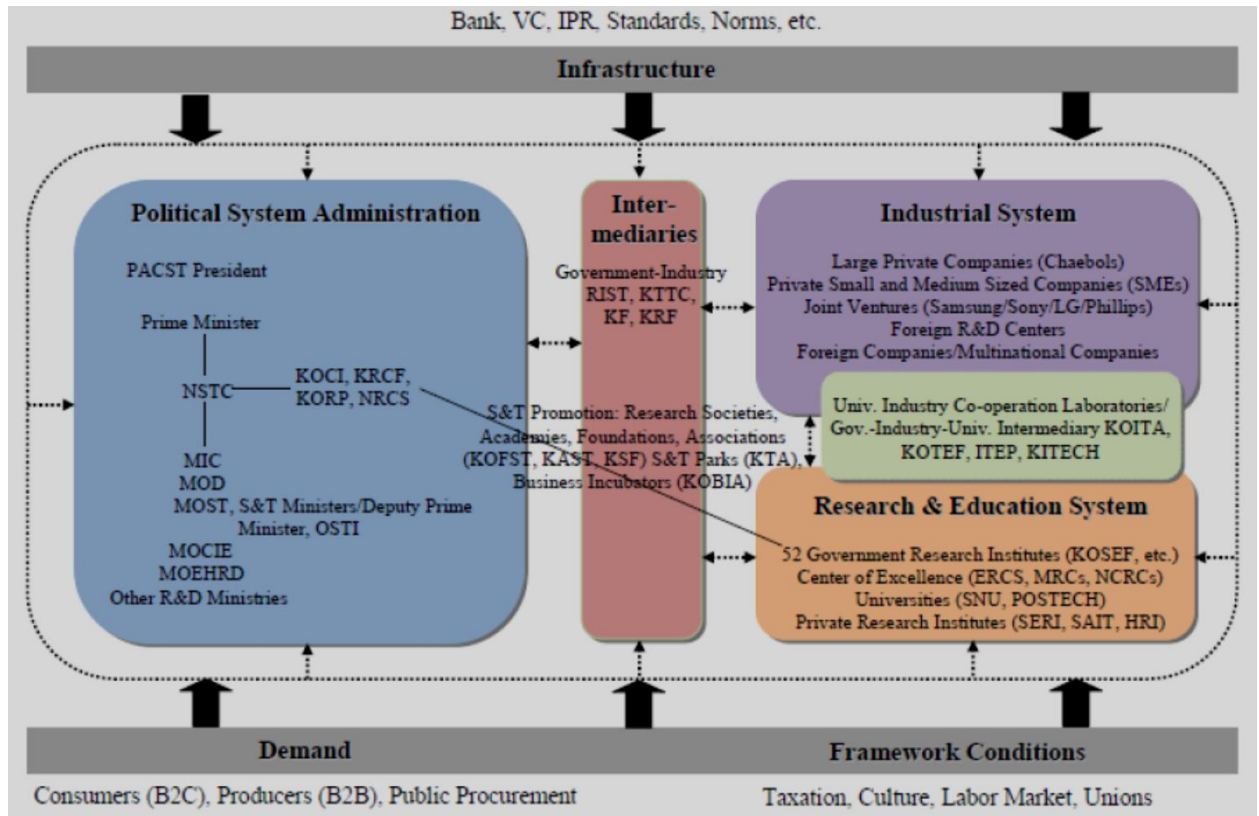 Bank, VC, IPR, Standards, Norms, etc.
Infrastructure
Political System Administration
PACST President
Prime Minister
NSTC
KOCI, KRCF,
KORP, NRCS
MIC
MOD
MOST, S&T Ministers/Deputy Prime
Minister, OSTI
MOCIE
MOEHRD
Other R&D Ministries
Inter-
mediaries
Government-Industry
RIST, KTTC,
KF, KRF
S&T Promotion: Research Societies,
Academies, Foundations, Associations
(KOFST, KAST, KSF) S&T Parks (KTA),
Business Incubators (KOBIA)
Industrial System
Large Private Companies (Chaebols)
Private Small and Medium Sized Companies (SMEs)
Joint Ventures (Samsung/Sony/LG/Phillips)
Foreign R&D Centers
Foreign Companies/Multinational Companies
Univ. Industry Co-operation Laboratories/
Gov.-Industry-Univ. Intermediary KOITA,
KOTEF, ITEP, KITECH
Research & Education System
52 Government Research Institutes (KOSEF, etc.)
Center of Excellence (ERCS, MRCs, NCRCs)
Universities (SNU, POSTECH)
Private Research Institutes (SERI, SAIT, HRI)
Demand
Consumers (B2C), Producers (B2B), Public Procurement
Framework Conditions
Taxation, Culture, Labor Market, Unions